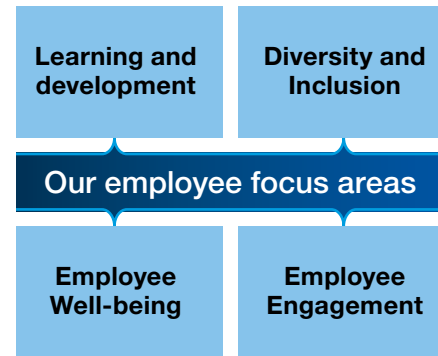 Learning and
development
Diversity and
Inclusion
Our employee focus areas
Employee
Well-being
Employee
Engagement